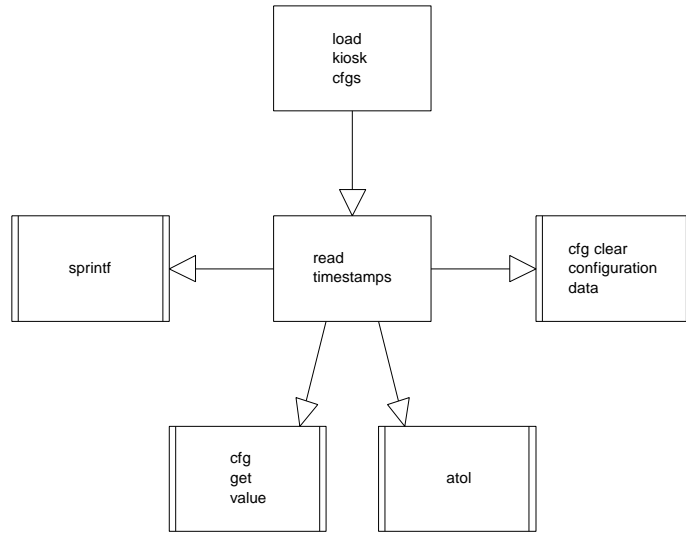 load
kiosk
cfgs
sprintf
read
timestamps
cfg clear
configuration
data
cfg
get
value
atol